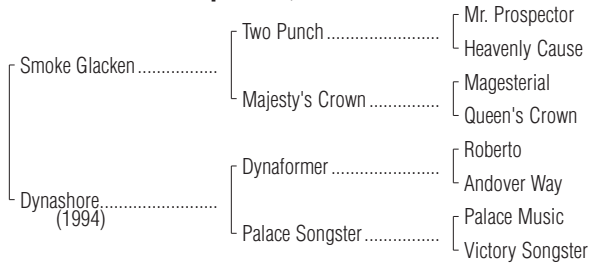 Mr. Prospector
Two Punch
Heavenly Cause
Smoke Glacken
Magesterial
Majesty's Crown
Queen's Crown
Roberto
Dynaformer
Andover Way
Dynashore
(1994)
Palace Music
Palace Songster
Victory Songster